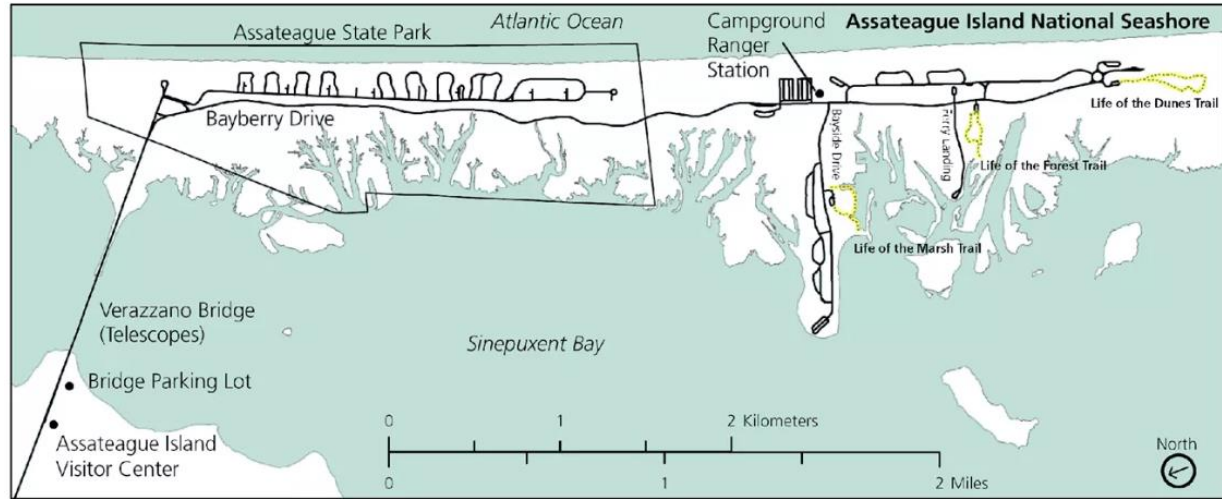 Atlantic Ocean
Campground
Ranger
Station
Assateague Island National Seashore
Assateague State Park
Bayberry Drive
Life of the Dunes Trail
Bayside Drive
Ferry Landing
Life of the Forest Trail
Life of the Marsh Trail
Verazzano Bridge
(Telescopes)
Sinepuxent Bay
Bridge Parking Lot
Assateague Island
Visitor Center
0 1 2 Kilometers
0 1 2 Miles
North